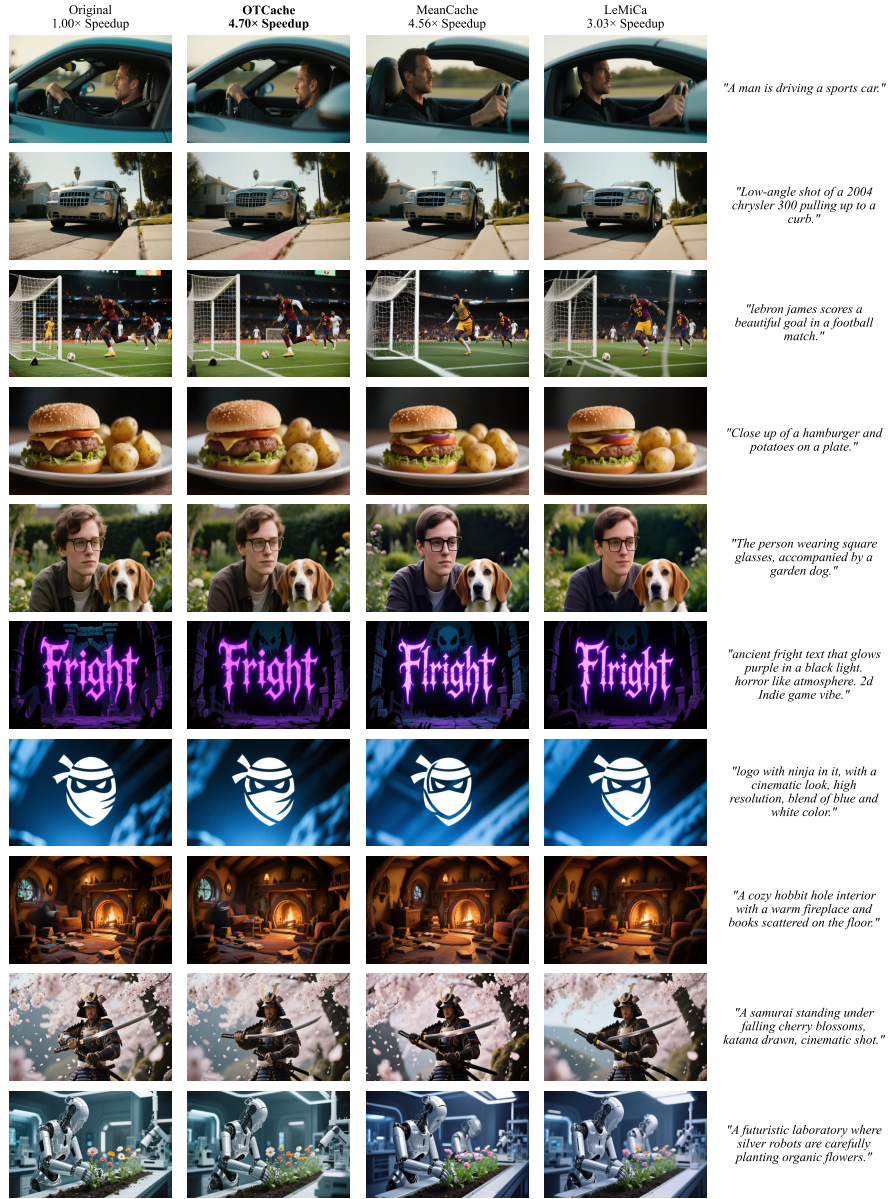 Original
1.00× Speedup
OTCache
4.70× Speedup
MeanCache
4.56× Speedup
LeMiCa
3.03× Speedup
"A man is driving a sports car."
"Low-angle shot of a 2004
chrysler 300 pulling up to a
curb."
"lebron james scores a
beautiful goal in a football
match."
"Close up of a hamburger and
potatoes on a plate."
"The person wearing square
glasses, accompanied by a
garden dog."
Fright
Fright
Flright
Flright
"ancient fright text that glows
purple in a black light.
horror like atmosphere. 2d
Indie game vibe."
"logo with ninja in it, with a
cinematic look, high
resolution, blend of blue and
white color."
"A cozy hobbit hole interior
with a warm fireplace and
books scattered on the floor."
"A samurai standing under
falling cherry blossoms,
katana drawn, cinematic shot."
"A futuristic laboratory where
silver robots are carefully
planting organic flowers."